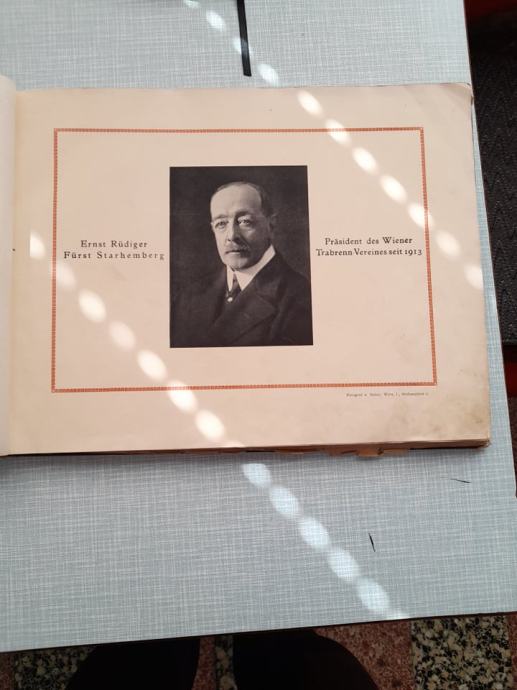 Ernst Rüdiger
Fürst Starhemberg
Präsident des Wiener
Trabrenn-Vereines seit 1913